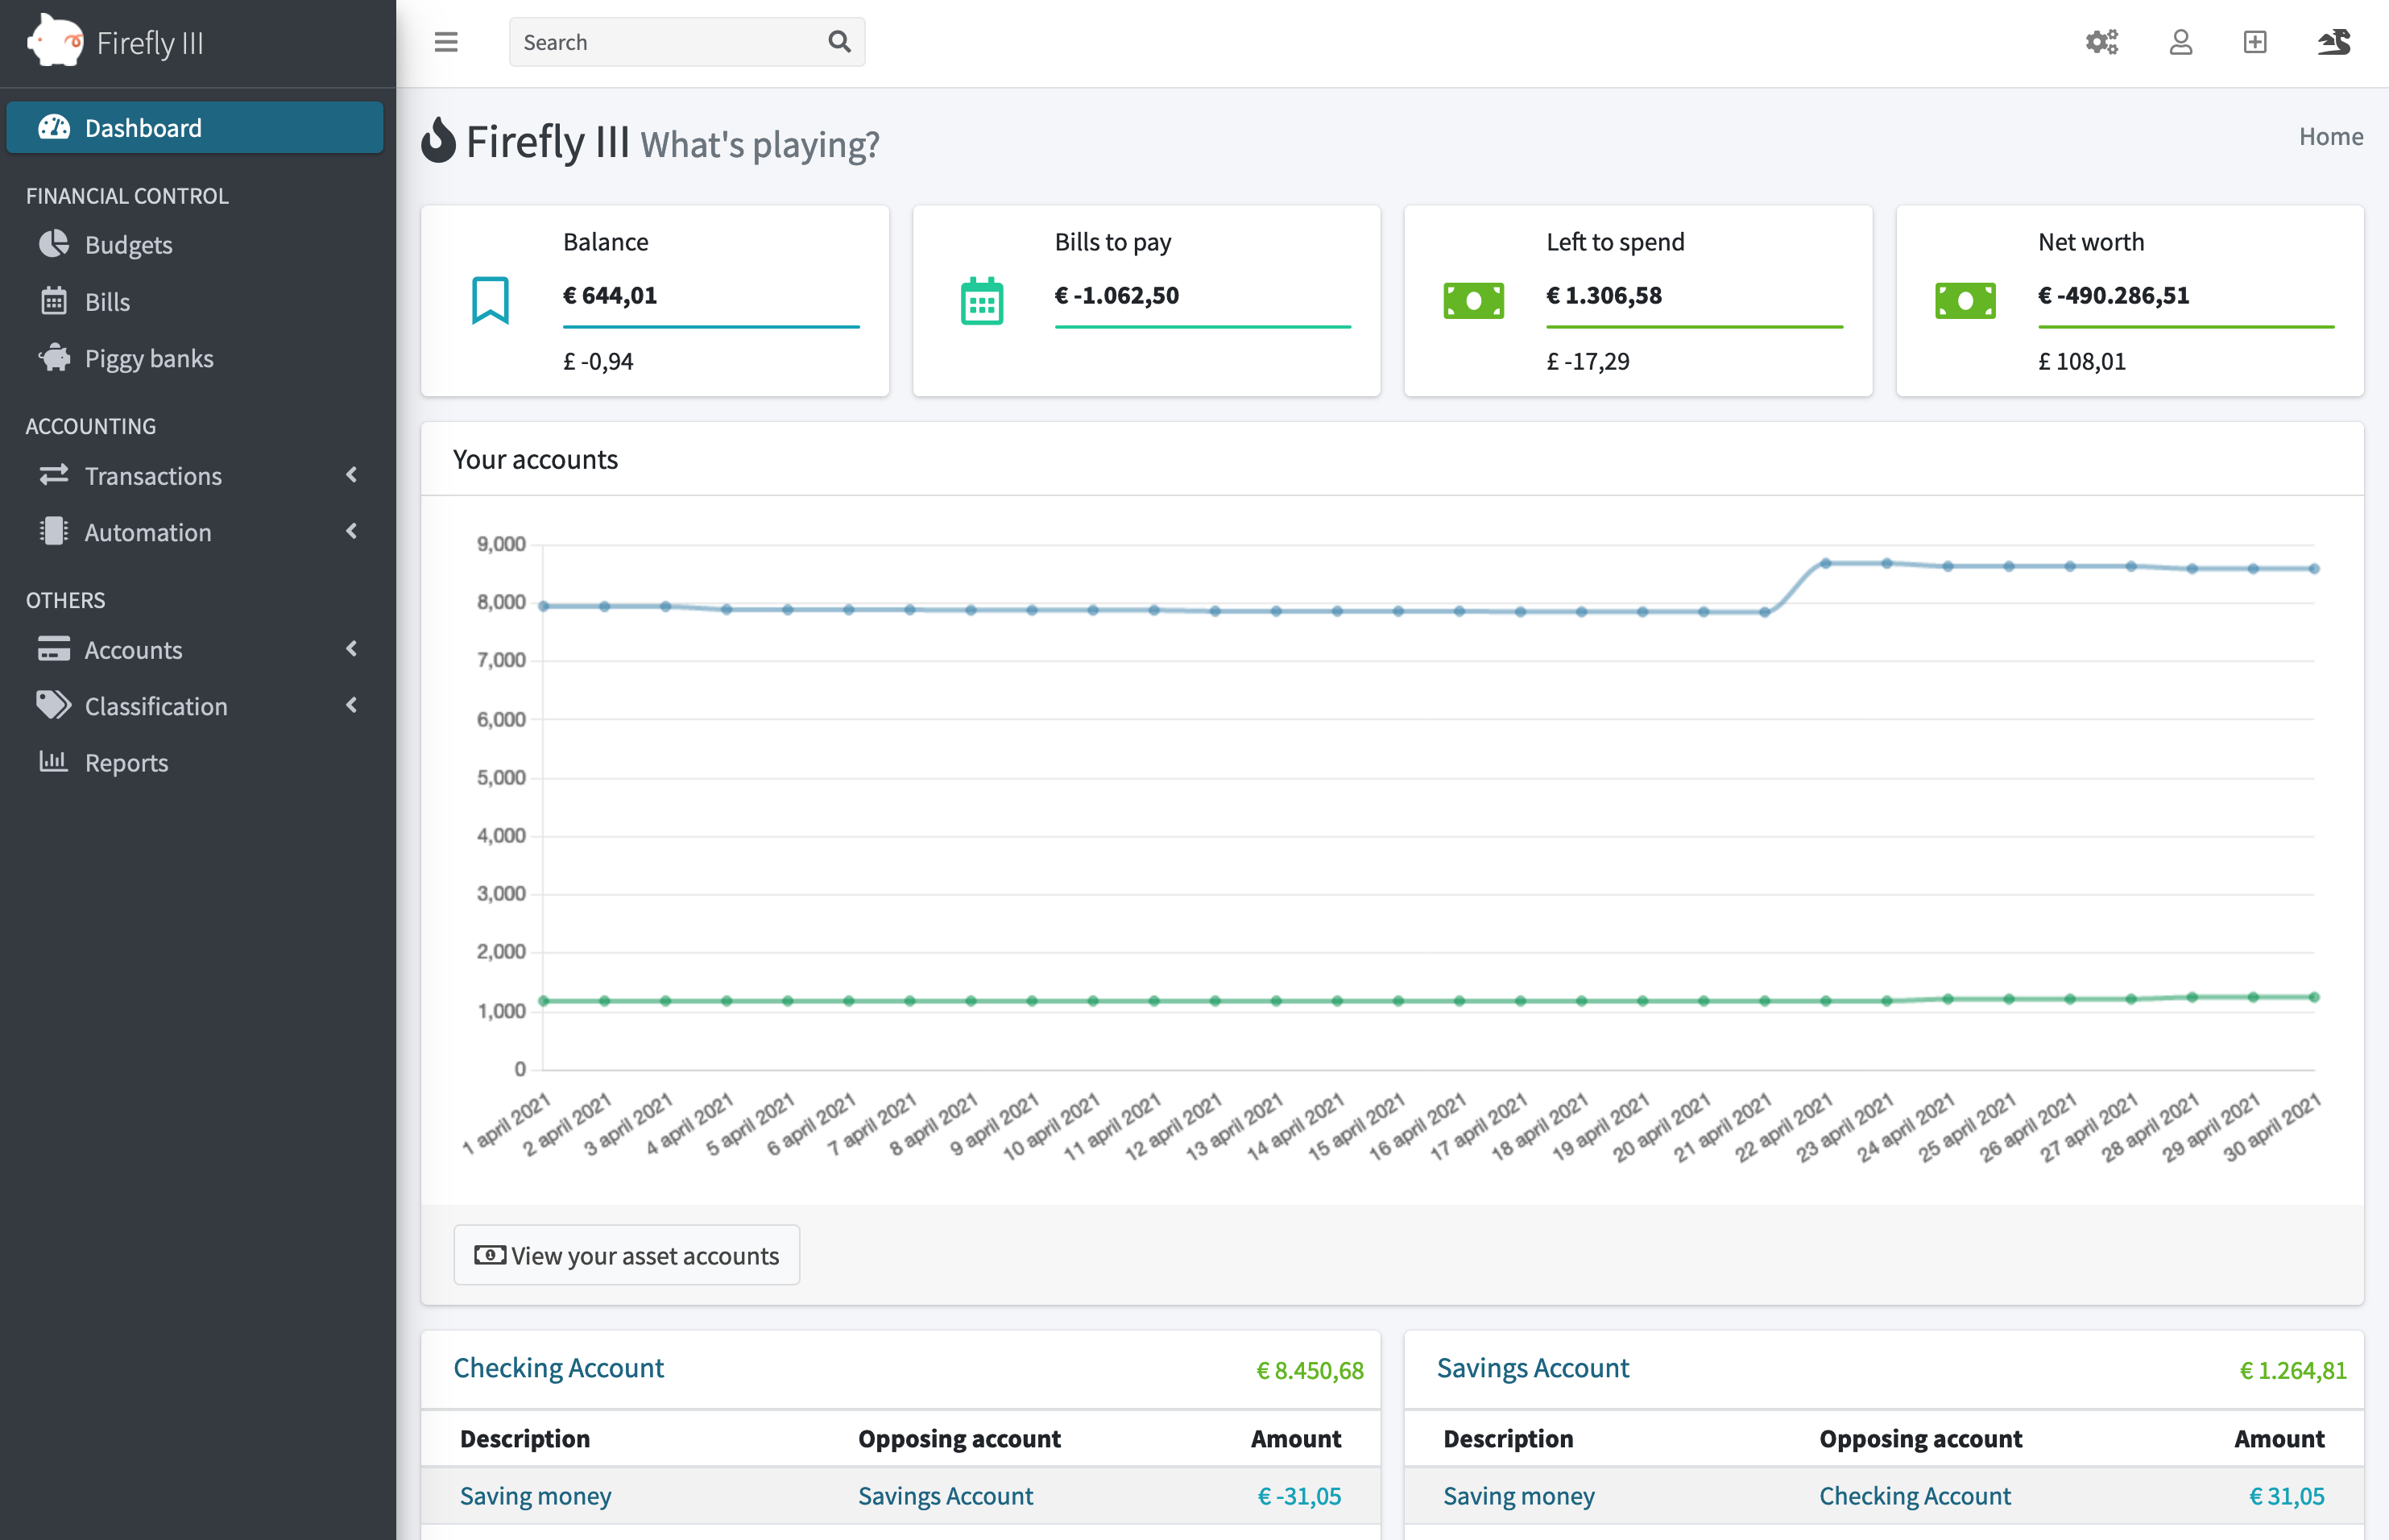 Firefly III
Search
Dashboard
FINANCIAL CONTROL
Budgets
Bills
Piggy banks
ACCOUNTING
Transactions
Automation
OTHERS
Accounts
Classification
Reports
Firefly III What's playing?
Home
Balance
€ 644,01
£ -0,94
Bills to pay
€ -1.062,50
Left to spend
€ 1.306,58
£ -17,29
Net worth
€ -490.286,51
£ 108,01
Your accounts
9,000
8,000
7,000
6,000
5,000
4,000
3,000
2,000
1,000
0
1 april 2021
2 april 2021
3 april 2021
4 april 2021
5 april 2021
6 april 2021
7 april 2021
8 april 2021
9 april 2021
10 april 2021
11 april 2021
12 april 2021
13 april 2021
14 april 2021
15 april 2021
16 april 2021
17 april 2021
18 april 2021
19 april 2021
20 april 2021
21 april 2021
22 april 2021
23 april 2021
24 april 2021
25 april 2021
26 april 2021
27 april 2021
28 april 2021
29 april 2021
30 april 2021
View your asset accounts
Checking Account € 8.450,68
Description Opposing account Amount
Saving money Savings Account € -31,05
Savings Account € 1.264,81
Description Opposing account Amount
Saving money Checking Account € 31,05